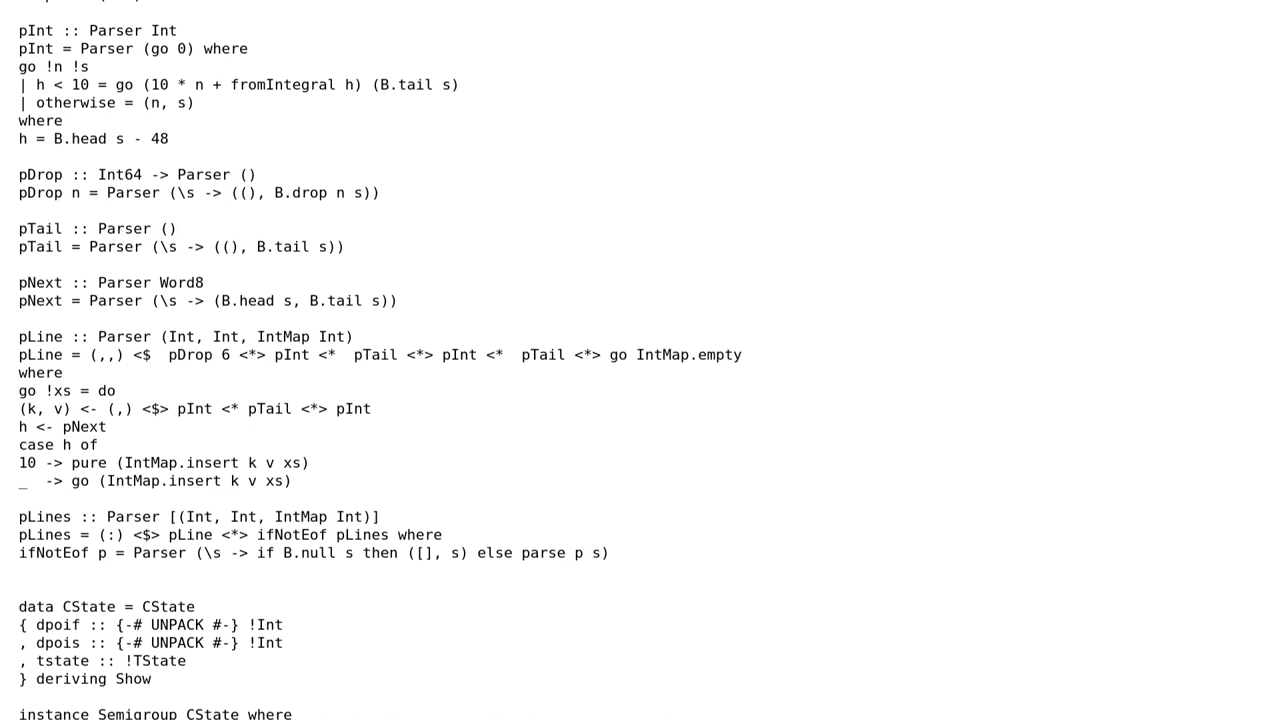 pInt :: Parser Int
pInt = Parser (go 0) where
go !n !s
| h < 10 = go (10 * n + fromIntegral h) (B.tail s)
| otherwise = (n, s)
where
h = B.head s - 48

pDrop :: Int64 -> Parser ()
pDrop n = Parser (\s -> ((), B.drop n s))

pTail :: Parser ()
pTail = Parser (\s -> ((), B.tail s))

pNext :: Parser Word8
pNext = Parser (\s -> (B.head s, B.tail s))

pLine :: Parser (Int, Int, IntMap Int)
pLine = (,,) <$  pDrop 6 <*> pInt <*  pTail <*> pInt <*  pTail <*> go IntMap.empty
where
go !xs = do
(k, v) <- (,) <$> pInt <* pTail <*> pInt
h <- pNext
case h of
10 -> pure (IntMap.insert k v xs)
_  -> go (IntMap.insert k v xs)

pLines :: Parser [(Int, Int, IntMap Int)]
pLines = (:) <$> pLine <*> ifNotEof pLines where
ifNotEof p = Parser (\s -> if B.null s then ([], s) else parse p s)

data CState = CState
{ dpoif :: {-# UNPACK #-} !Int
, dpois :: {-# UNPACK #-} !Int
, tstate :: !TState
} deriving Show

instance Semigroup CState where